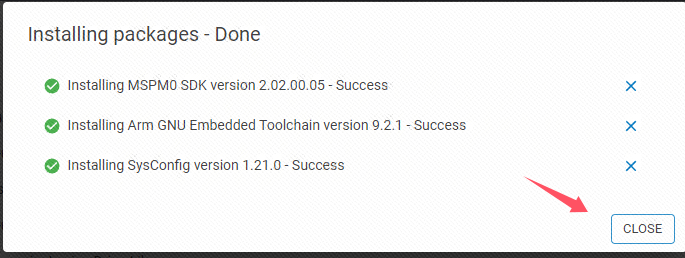 Installing packages - Done
Installing MSPM0 SDK version 2.02.00.05 - Success
Installing Arm GNU Embedded Toolchain version 9.2.1 - Success
Installing SysConfig version 1.21.0 - Success
CLOSE